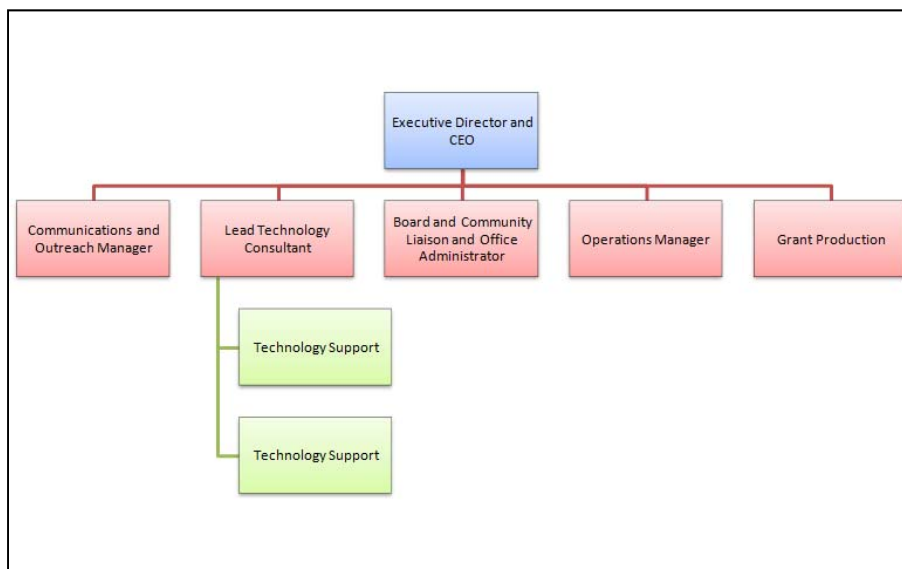 Executive Director and
CEO
Communications and
Outreach Manager
Lead Technology
Consultant
Board and Community
Liaison and Office
Administrator
Operations Manager
Grant Production
Technology Support
Technology Support